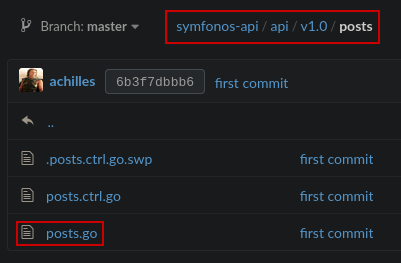 Branch: master symfonos-api / api / v1.0 / posts
achilles 6b3f7dbbb6 first commit
..
.posts.ctrl.go.swp first commit
posts.ctrl.go first commit
posts.go first commit